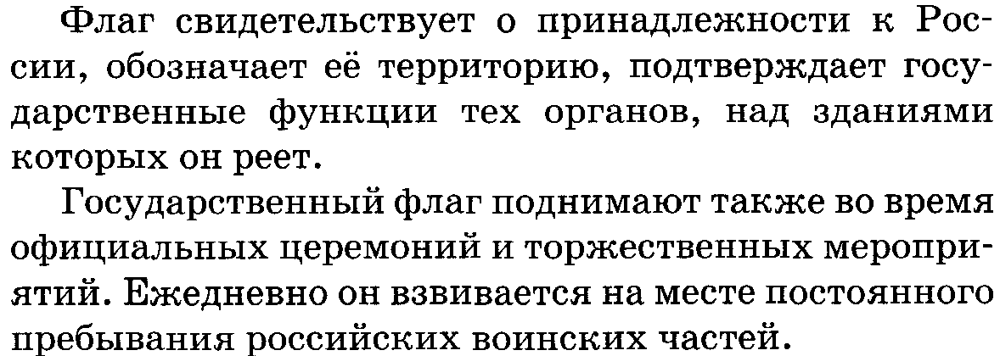 Флаг свидетельствует о принадлежности к Рос-
сии, обозначает её территорию, подтверждает госу-
дарственные функции тех органов, над зданиями
которых он реет.
Государственный флаг поднимают также во время
официальных церемоний и торжественных меропри-
ятий. Ежедневно он взвивается на месте постоянного
пребывания российских воинских частей.